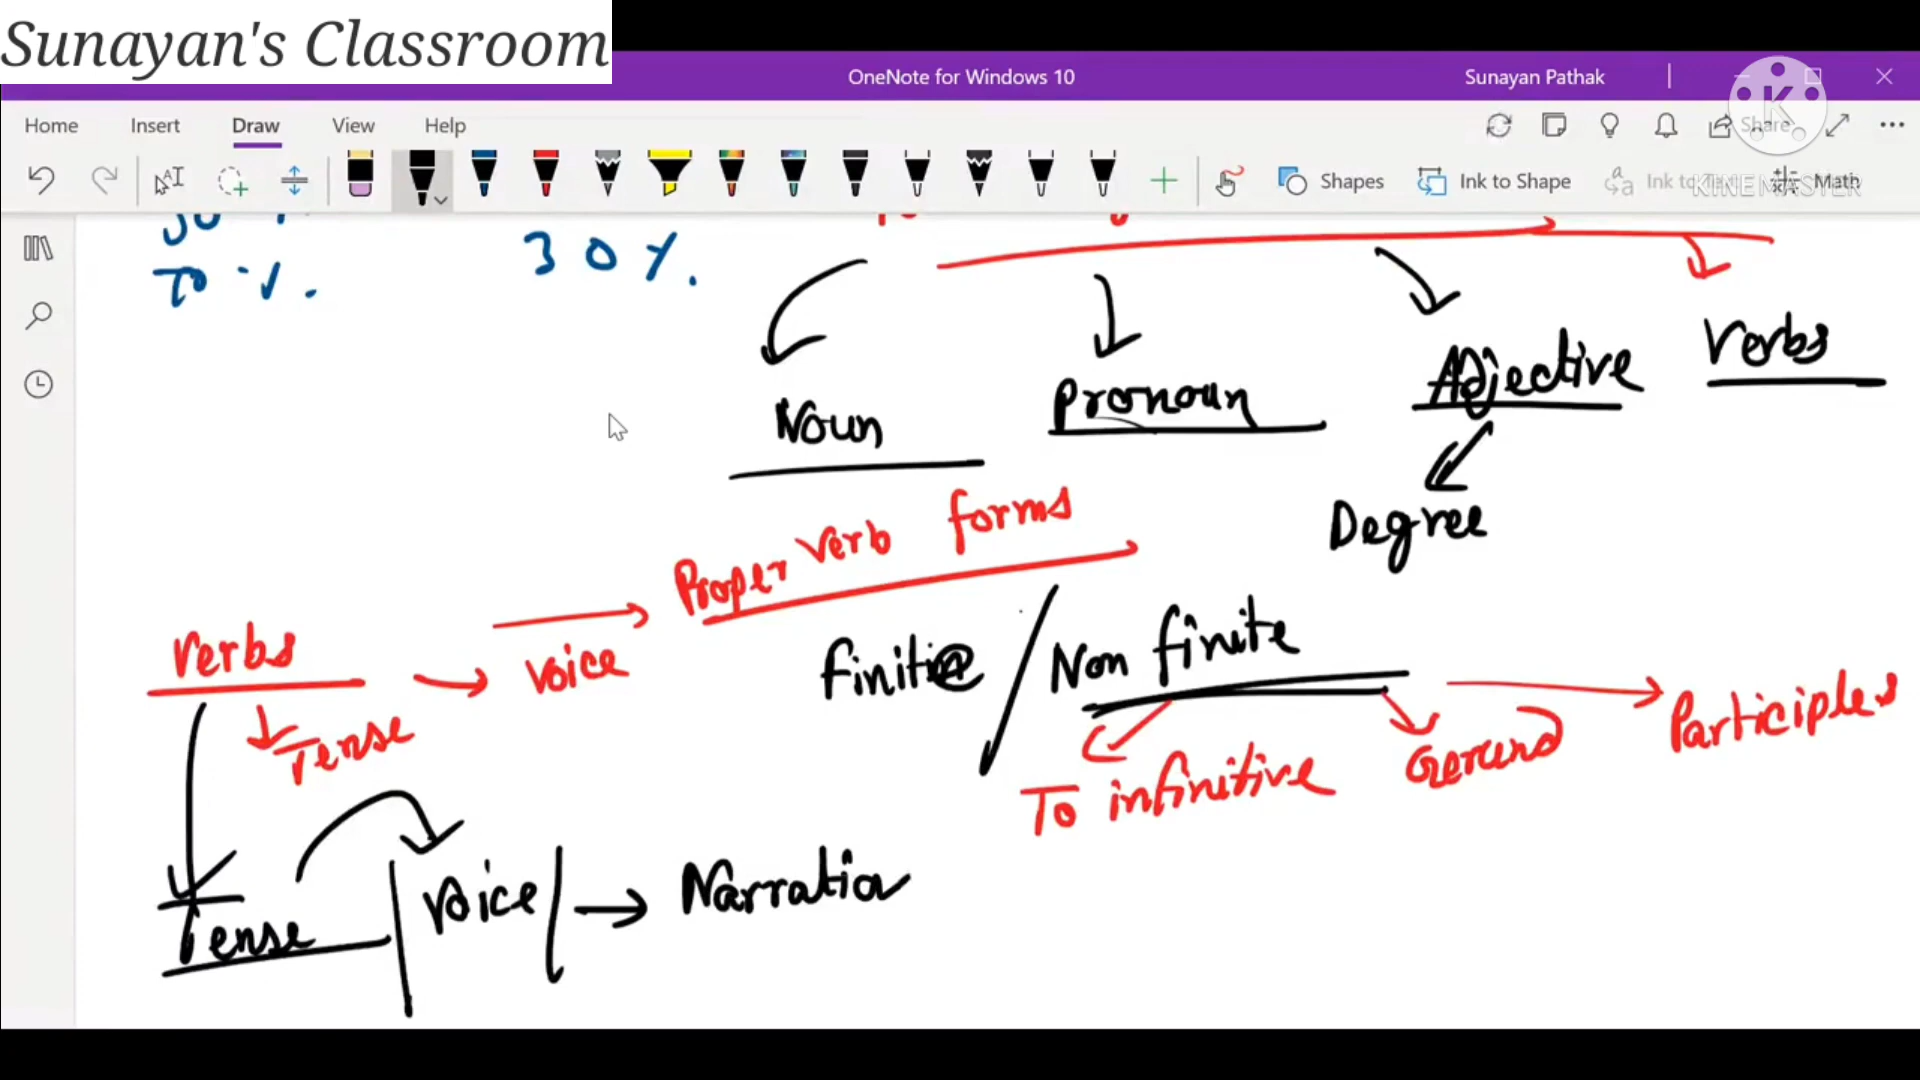 Sunayan's Classroom
OneNote for Windows 10
Sunayan Pathak
Home Insert Draw View Help
Share
Shapes Ink to Shape Math
KINEMASTER
30 %.
Noun Pronoun Adjective Verbs
Degree
Proper verb forms
Verbs voice
Tense
Finite / Non finite
To infinitive Gerund Participles
Tense voice Narration